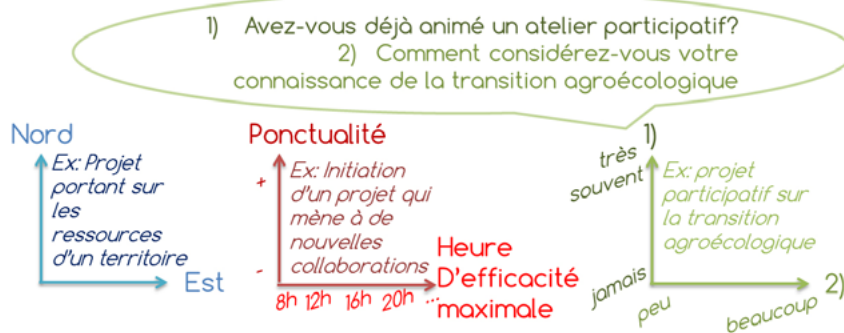 1) Avez-vous déjà animé un atelier participatif?
2) Comment considérez-vous votre
connaissance de la transition agroécologique
Nord
Ex: Projet
portant sur
les
ressources
d'un territoire
Est
Ponctualité
+
-
Ex: Initiation
d'un projet qui
mène à de
nouvelles
collaborations
8h 12h 16h 20h ...
Heure
D'efficacité
maximale
1)
très
souvent
jamais
Ex: projet
participatif sur
la transition
agroécologique
peu
beaucoup
2)